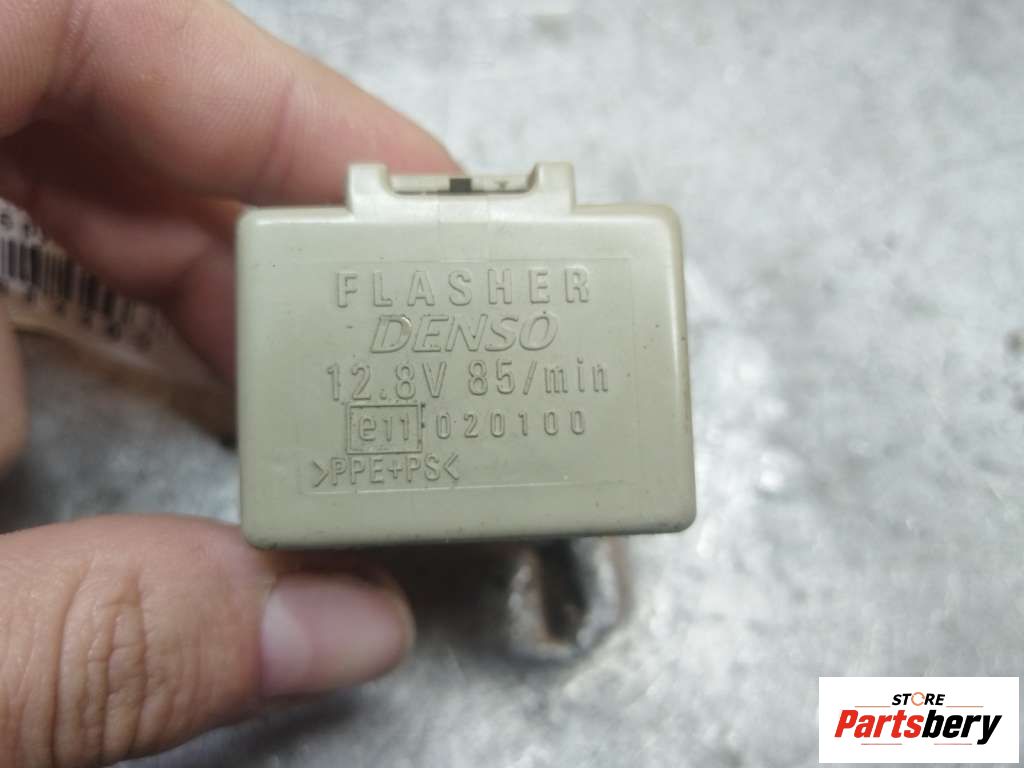 FLASHER
DENSO
12.8V 85/min
e11 020100
>PPE+PS<
STORE
Partsbery